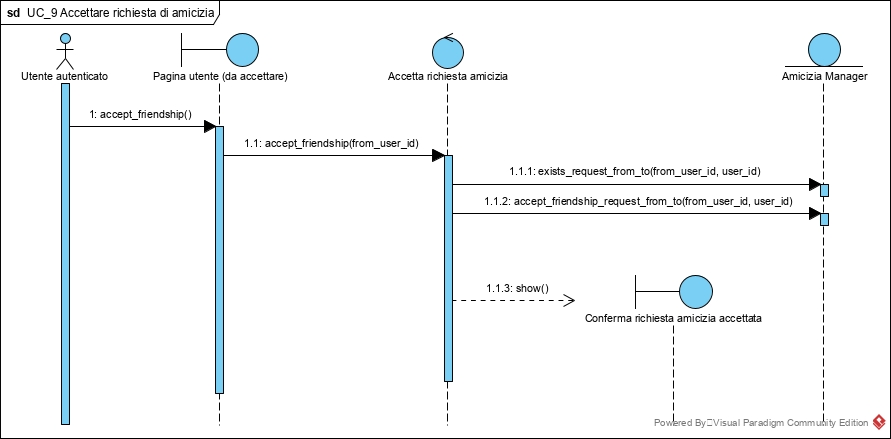 sd UC_9 Accettare richiesta di amicizia
Utente autenticato
Pagina utente (da accettare)
Accetta richiesta amicizia
Amicizia Manager
1: accept_friendship()
1.1: accept_friendship(from_user_id)
1.1.1: exists_request_from_to(from_user_id, user_id)
1.1.2: accept_friendship_request_from_to(from_user_id, user_id)
1.1.3: show()
Conferma richiesta amicizia accettata
Powered By Visual Paradigm Community Edition